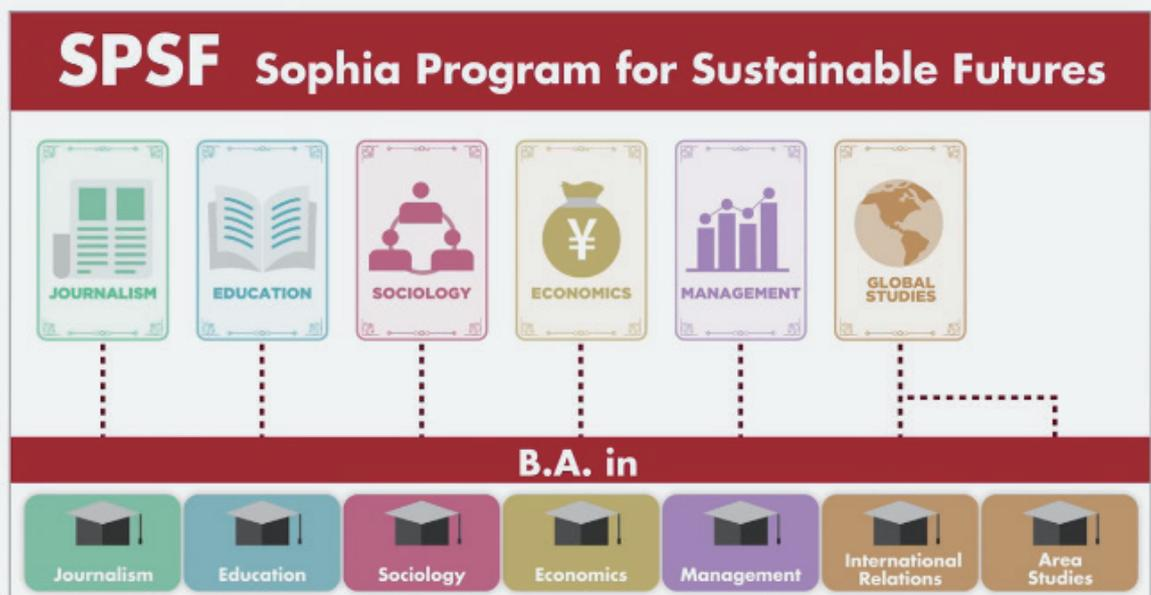 SPSF Sophia Program for Sustainable Futures
JOURNALISM
EDUCATION
SOCIOLOGY
¥
ECONOMICS
MANAGEMENT
GLOBAL
STUDIES
B.A. in
Journalism
Education
Sociology
Economics
Management
International
Relations
Area
Studies